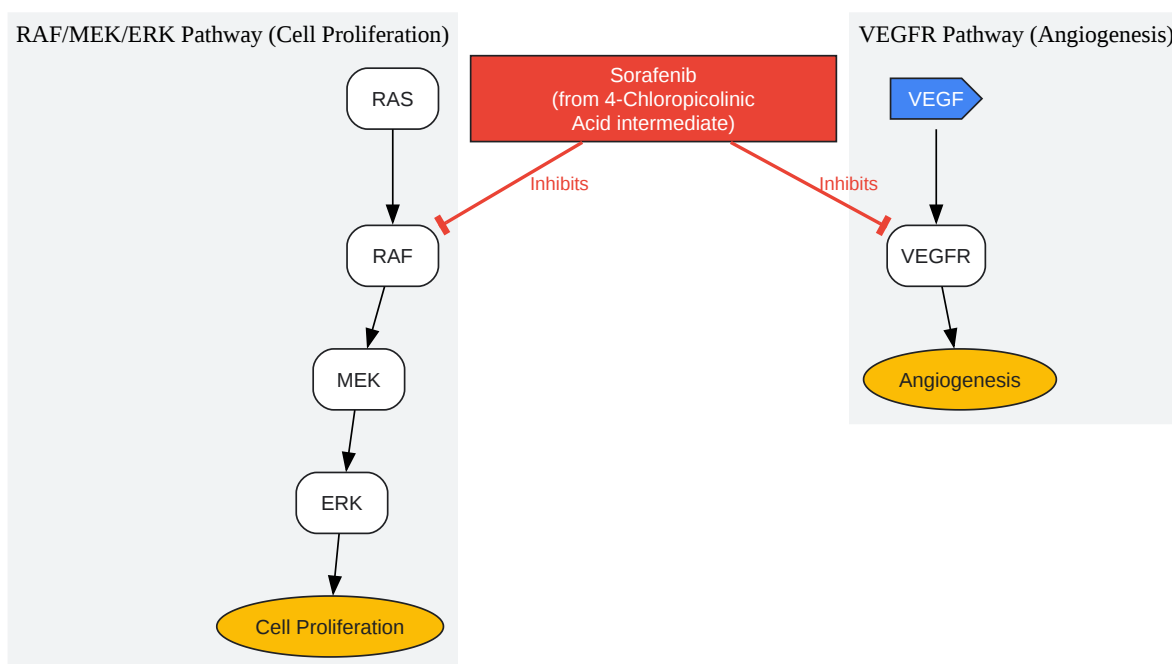 RAF/MEK/ERK Pathway (Cell Proliferation)
VEGFR Pathway (Angiogenesis)
Sorafenib
(from 4-Chloropicolinic
Acid intermediate)
RAS
VEGF
Inhibits
Inhibits
RAF
VEGFR
MEK
Angiogenesis
ERK
Cell Proliferation